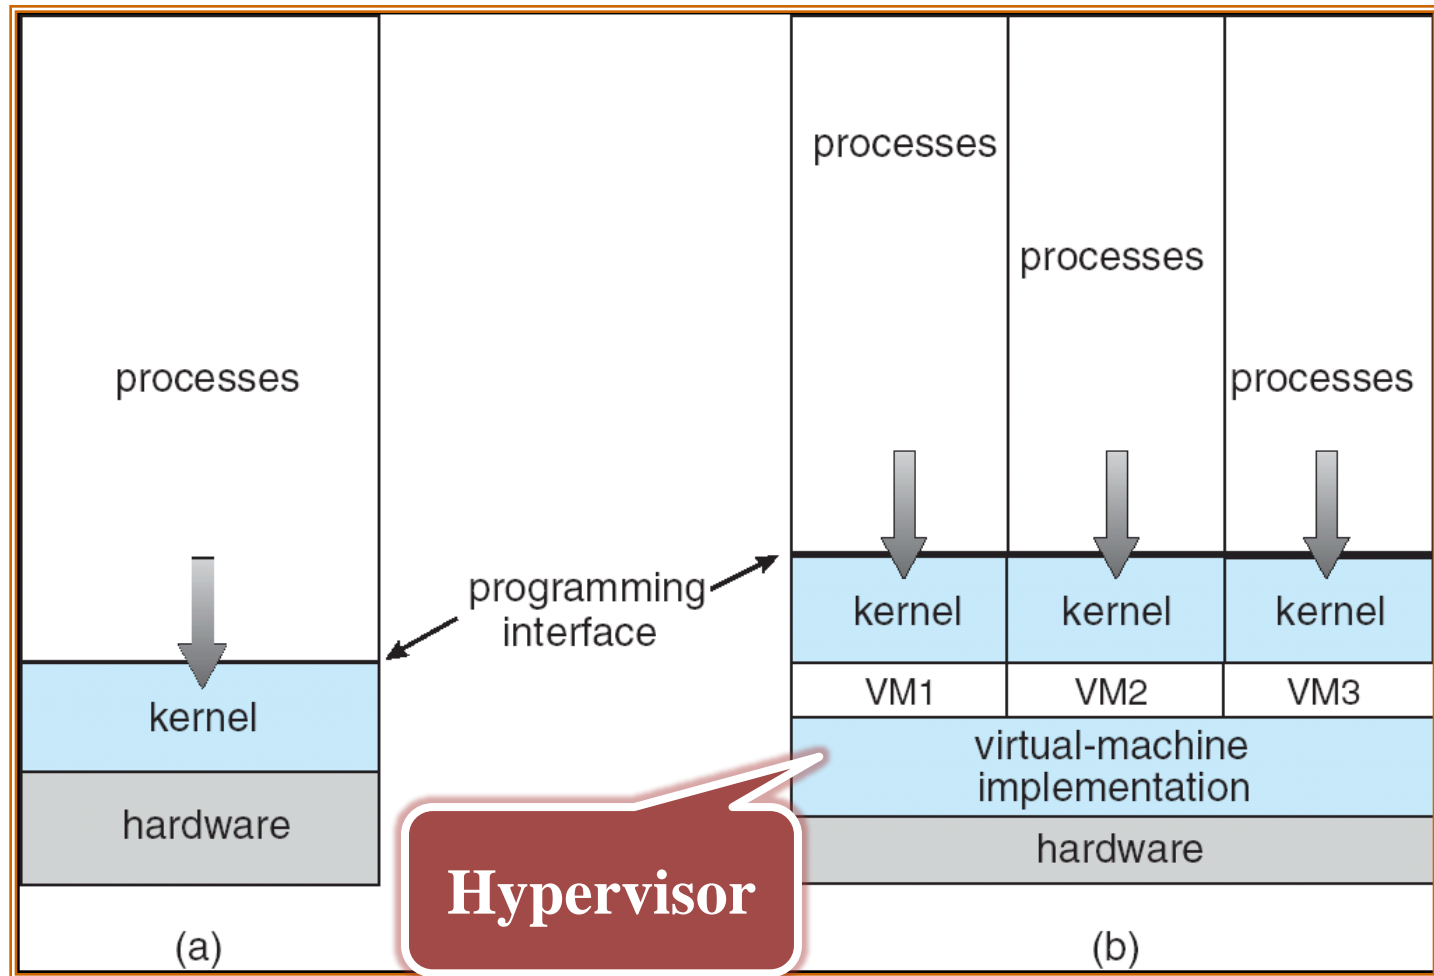 processes
kernel
hardware
(a)
programming
interface
processes
processes
processes
kernel
kernel
kernel
VM1
VM2
VM3
virtual-machine
implementation
hardware
Hypervisor
(b)